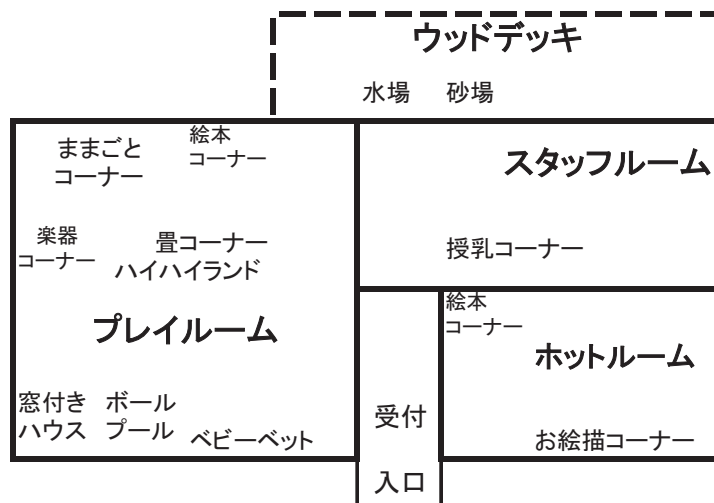 ウッドデッキ
水場 砂場
ままごと
コーナー
絵本
コーナー
スタッフルーム
楽器
コーナー
畳コーナー
ハイハイランド
授乳コーナー
プレイルーム
絵本
コーナー
ホットルーム
窓付き
ハウス
ボール
プール
ベビーベット
受付
お絵描コーナー
入口